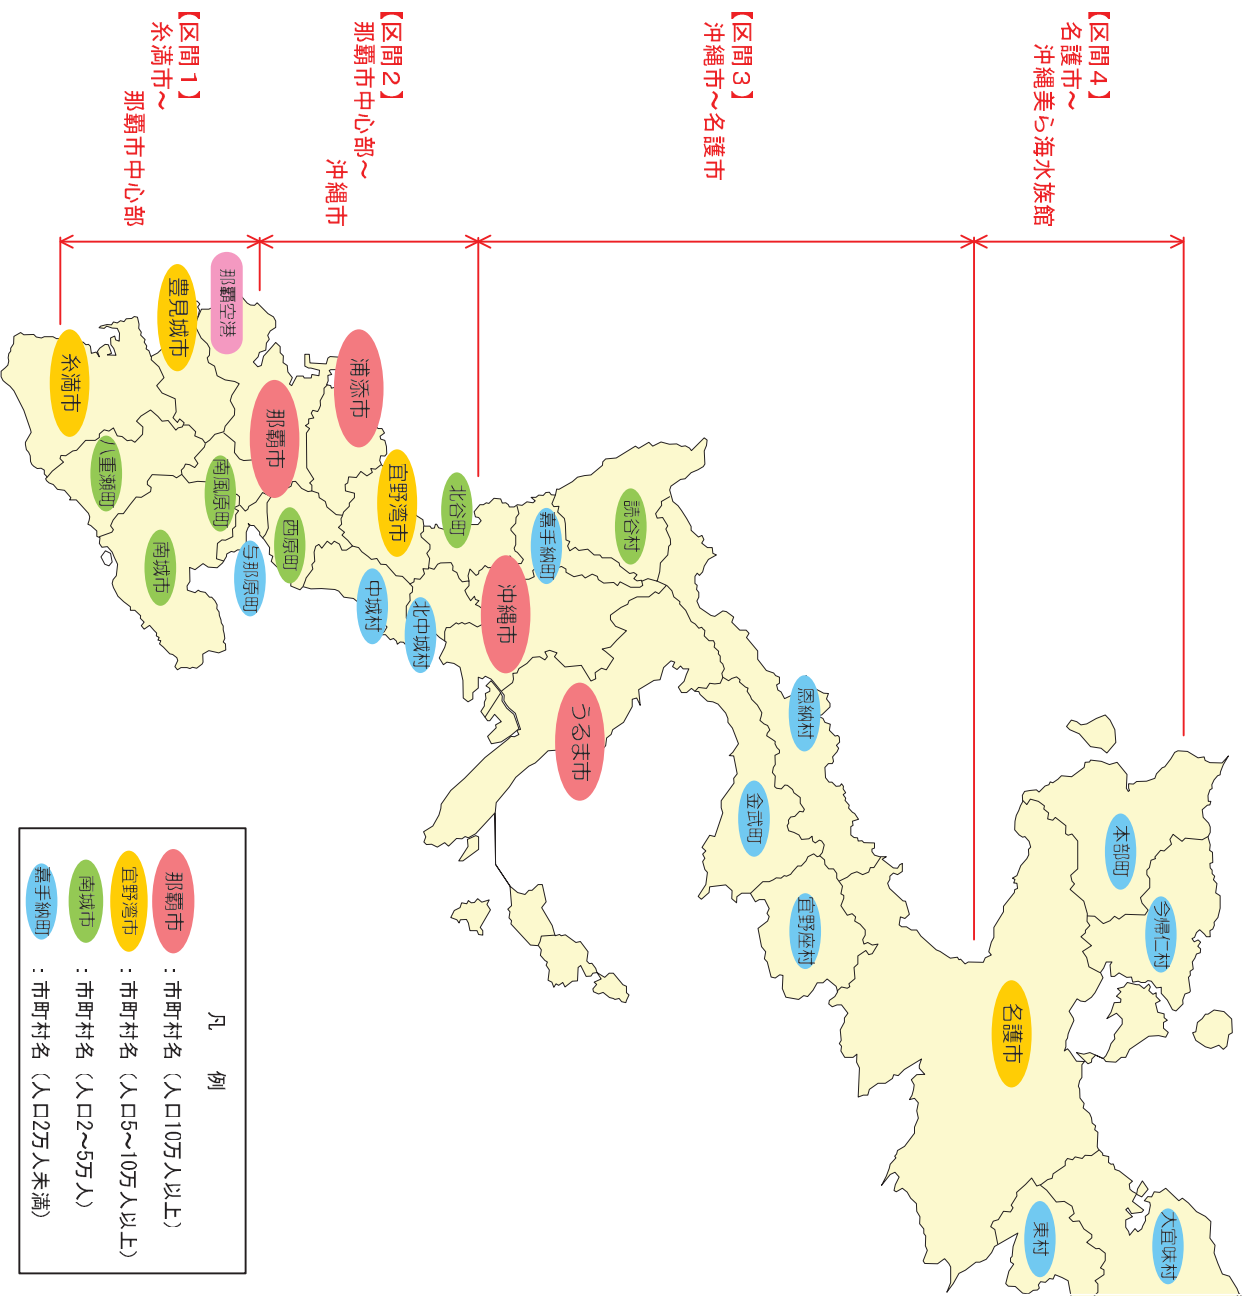 【区間４】
名護市～
沖縄美ら海水族館
【区間３】
沖縄市～名護市
【区間２】
那覇市中心部～
沖縄市
【区間１】
糸満市～
那覇市中心部
本部町
今帰仁村
名護市
大宜味村
東村
恩納村
金武町
宜野座村
読谷村
嘉手納町
沖縄市
うるま市
北谷町
北中城村
中城村
宜野湾市
浦添市
西原町
那覇市
与那原町
那覇空港
南風原町
豊見城市
南城市
八重瀬町
糸満市
凡　例
那覇市 ：市町村名（人口10万人以上）
宜野湾市 ：市町村名（人口5～10万人以上）
南城市 ：市町村名（人口2～5万人）
嘉手納町 ：市町村名（人口2万人未満）